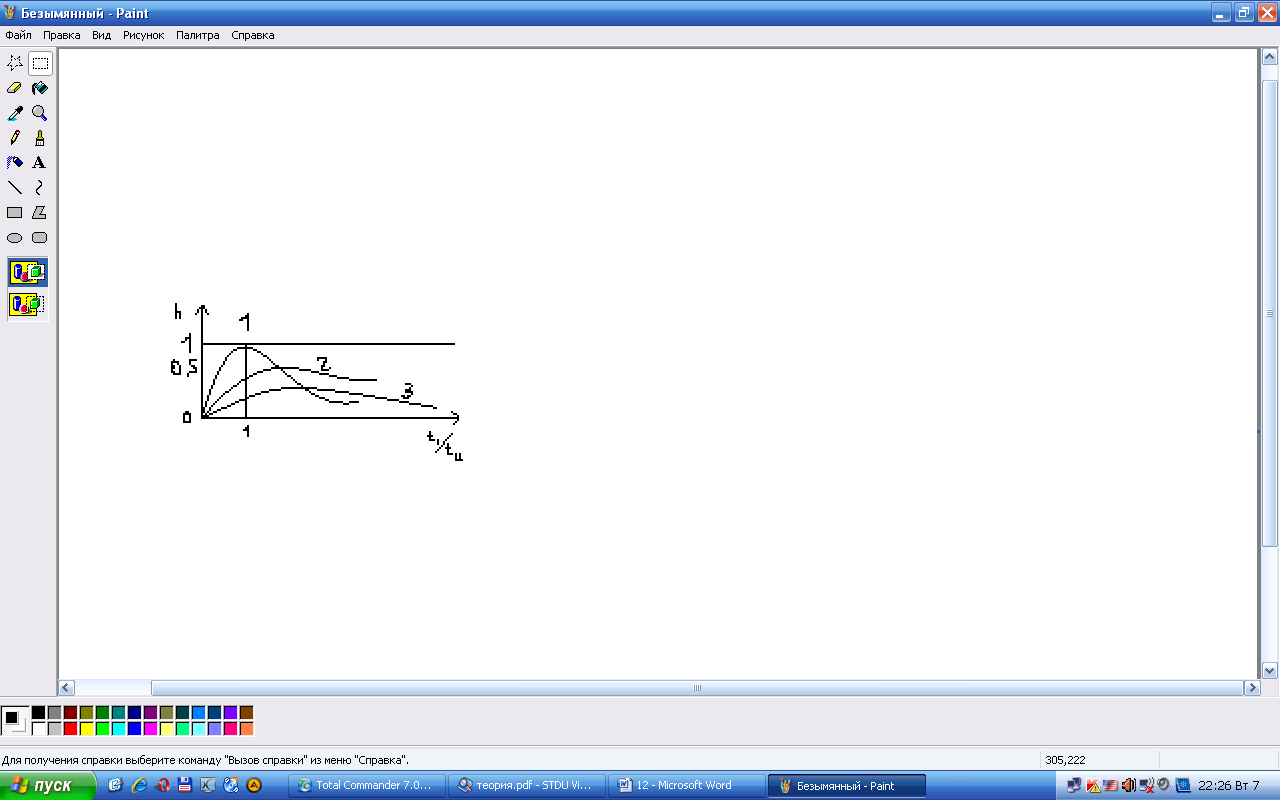 Безымянный - Paint
Файл Правка Вид Рисунок Палитра Справка
A
h
1
1
0,5
2
3
0
1
t,/tu
Для получения справки выберите команду "Вызов справки" из меню "Справка".
305,222
пуск
Total Commander 7.0...
теория.pdf - STDU Vi...
12 - Microsoft Word
Безымянный - Paint
22:26 Вт 7